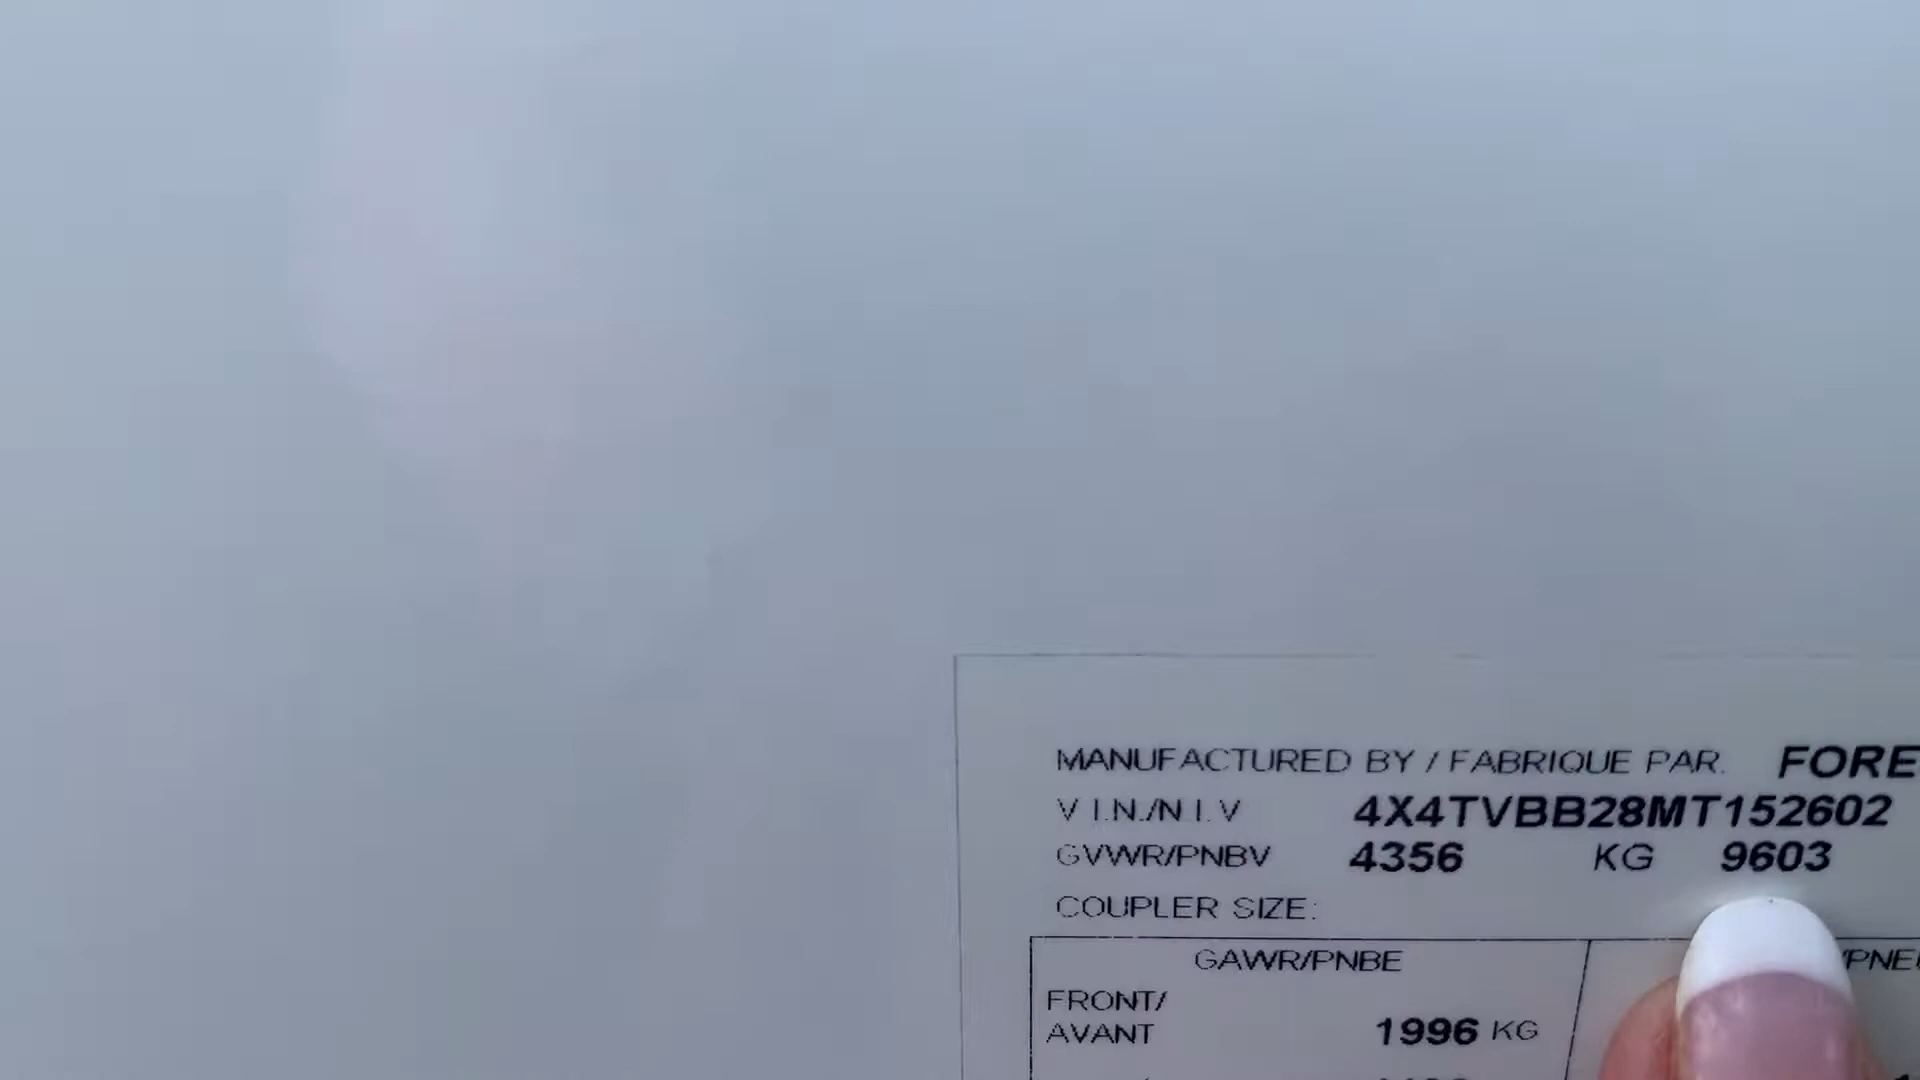 MANUFACTURED BY / FABRIQUE PAR. FORE
V.I.N./N.I.V 4X4TVBB28MT152602
GVWR/PNBV 4356 KG 9603
COUPLER SIZE:
GAWR/PNBE
/PNE
FRONT/
AVANT 1996 KG